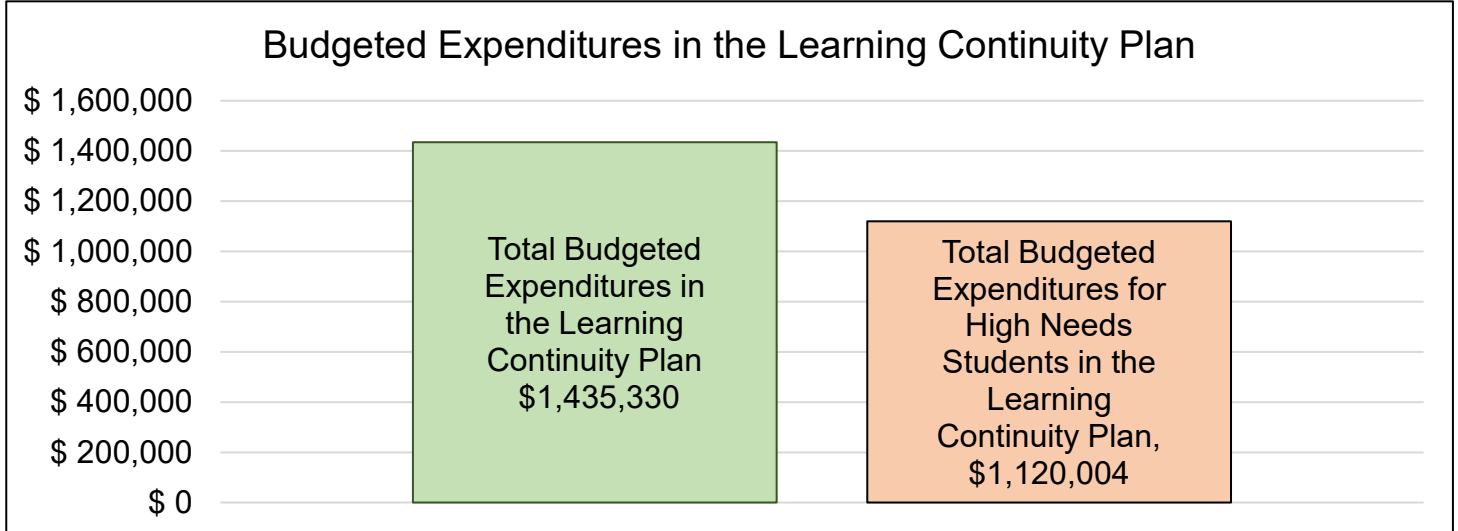 Budgeted Expenditures in the Learning Continuity Plan
$ 1,600,000
$ 1,400,000
$ 1,200,000
$ 1,000,000
$ 800,000
$ 600,000
$ 400,000
$ 200,000
$ 0
Total Budgeted
Expenditures in
the Learning
Continuity Plan
$1,435,330
Total Budgeted
Expenditures for
High Needs
Students in the
Learning
Continuity Plan,
$1,120,004